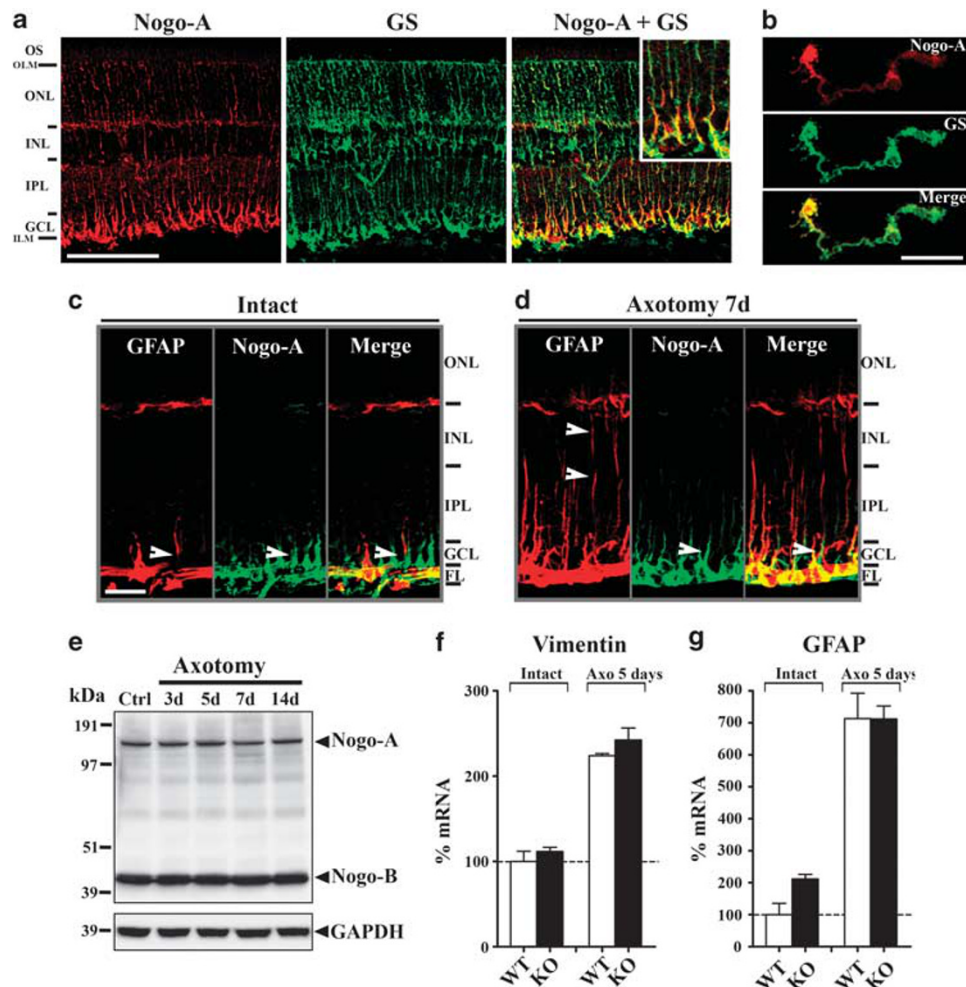 a
Nogo-A
GS
Nogo-A + GS
OS
OLM
ONL
INL
IPL
GCL
ILM
b
Nogo-A
GS
Merge
c
Intact
GFAP
Nogo-A
Merge
ONL
INL
IPL
GCL
FL
d
Axotomy 7d
GFAP
Nogo-A
Merge
ONL
INL
IPL
GCL
FL
e
Axotomy
kDa
Ctrl 3d 5d 7d 14d
191
97
51
39
39
Nogo-A
Nogo-B
GAPDH
f
Vimentin
Intact
Axo 5 days
% mRNA
300
200
100
0
WT
KO
WT
KO
g
GFAP
Intact
Axo 5 days
% mRNA
800
700
600
500
400
300
200
100
0
WT
KO
WT
KO